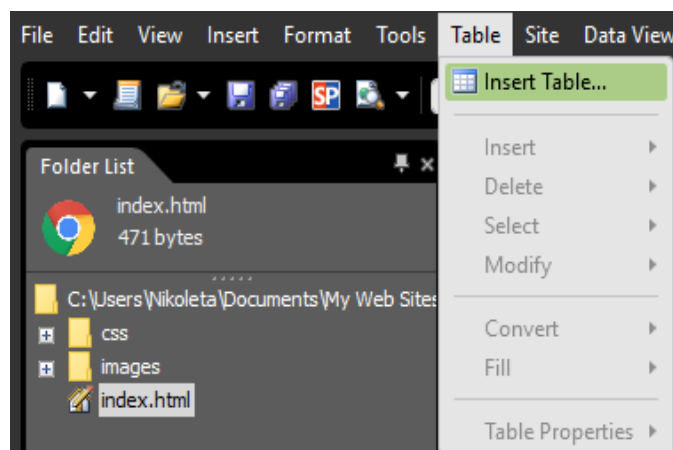 File Edit View Insert Format Tools Table Site Data View
SP
Insert Table...
Insert
Delete
Select
Modify
Convert
Fill
Table Properties
Folder List
index.html
471 bytes
C:\Users\Nikoleta\Documents\My Web Sites
css
images
index.html